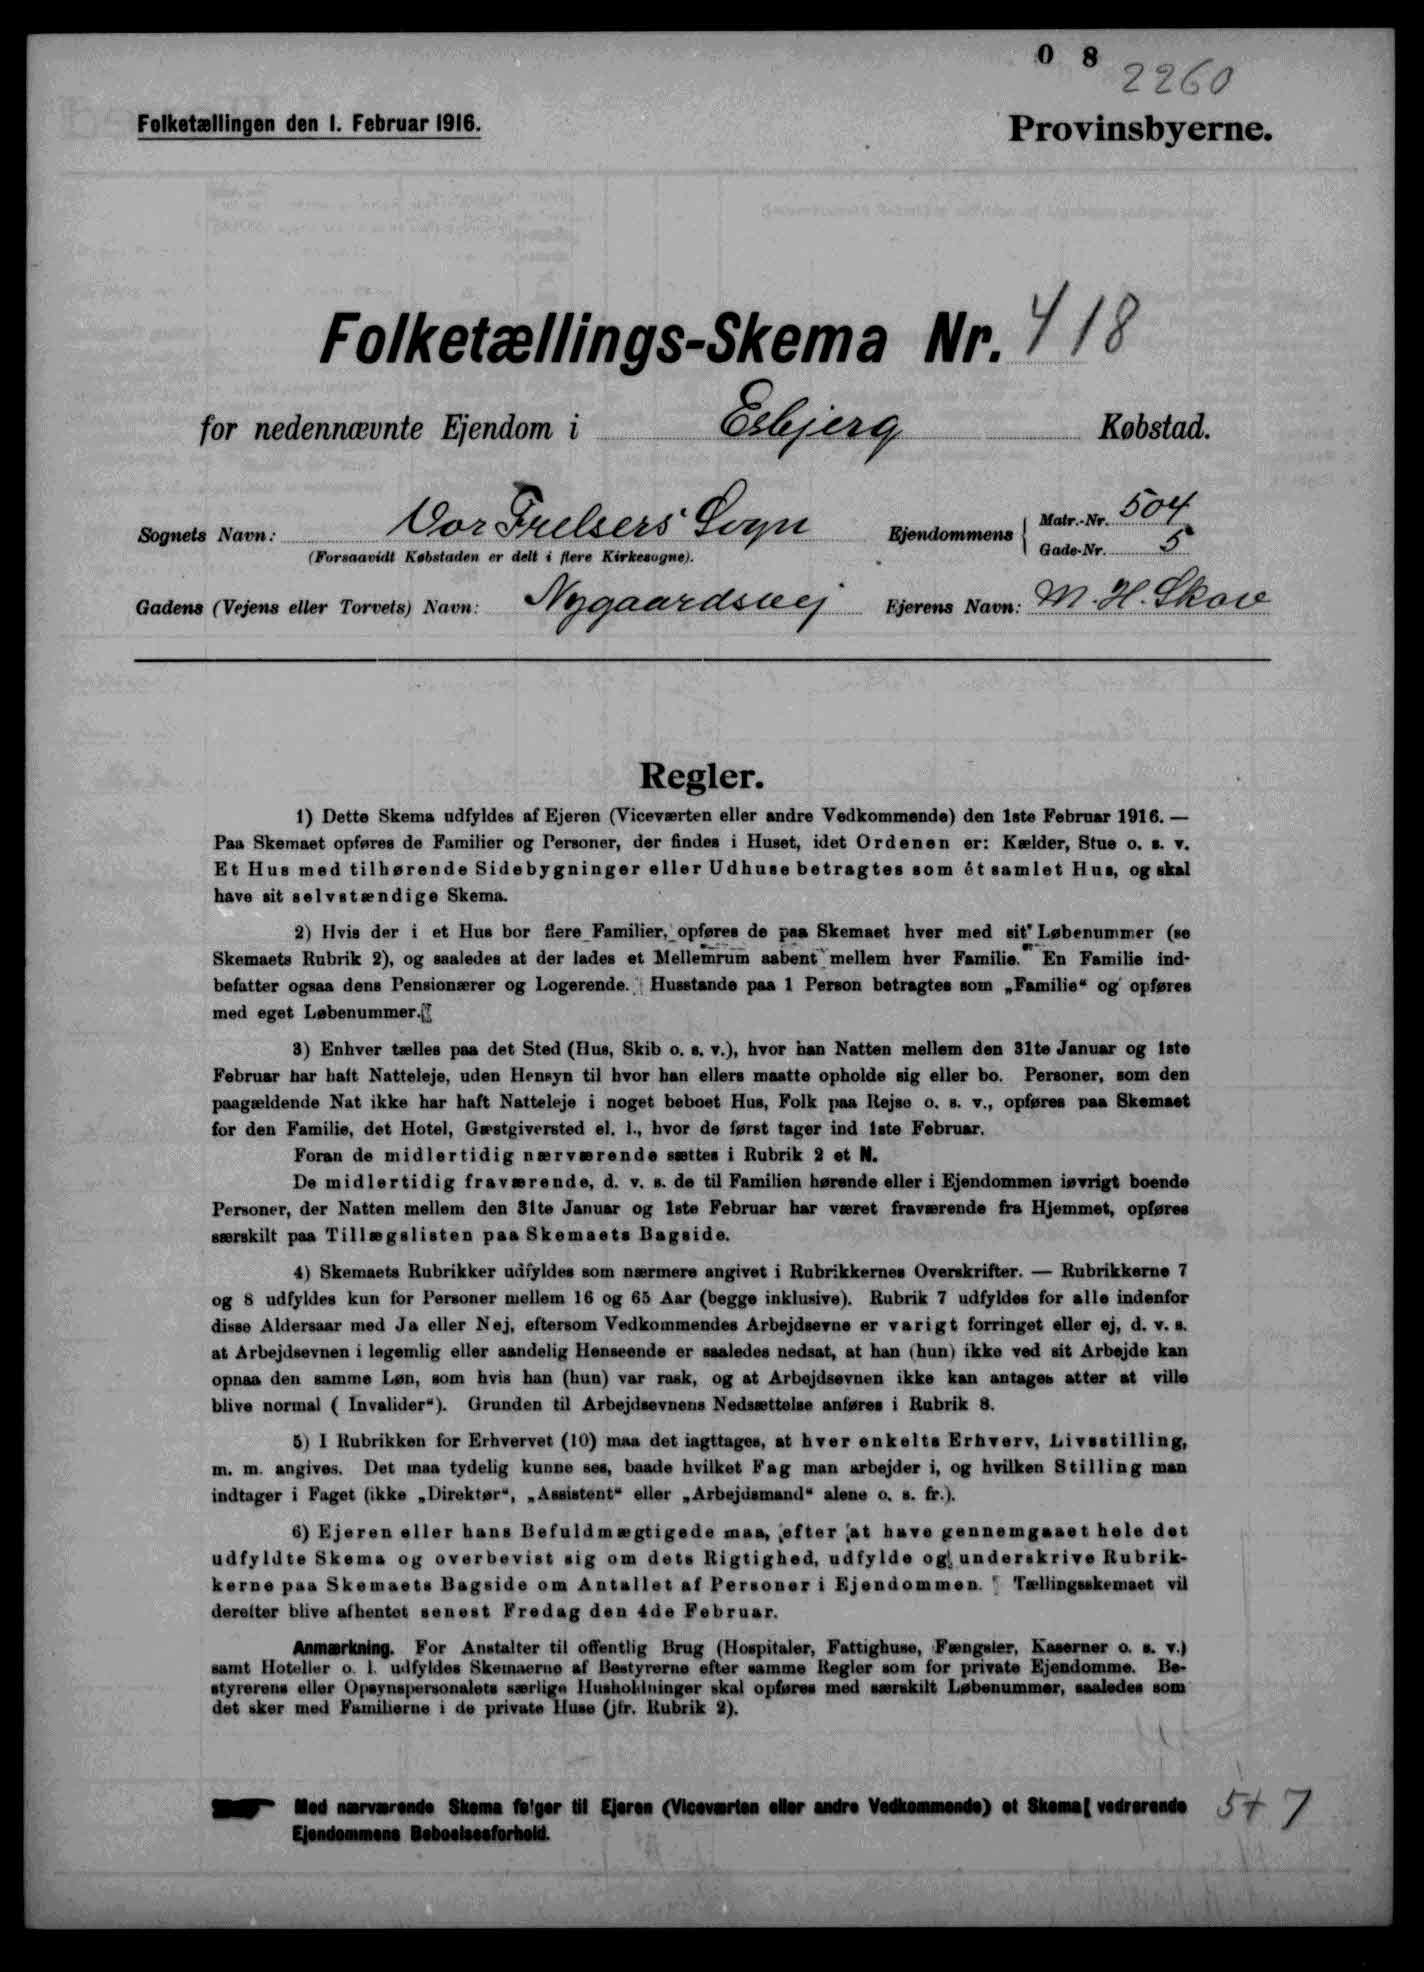 0 8
2260
Folketællingen den 1. Februar 1916.
Provinsbyerne.
Folketællings-Skema Nr. 418
for nedennævnte Ejendom i Esbjerg Købstad.
Sognets Navn: Vor Frelsers Sogn Ejendommens { Matr.-Nr. 504
(Forsaavidt Købstaden er delt i flere Kirkesogne). Gade-Nr. 5
Gadens (Vejens eller Torvets) Navn: Nygaardsvej Ejerens Navn: M. H. Skov
Regler.
1) Dette Skema udfyldes af Ejeren (Viceværten eller andre Vedkommende) den 1ste Februar 1916. —
Paa Skemaet opføres de Familier og Personer, der findes i Huset, idet Ordenen er: Kælder, Stue o. s. v.
Et Hus med tilhørende Sidebygninger eller Udhuse betragtes som ét samlet Hus, og skal
have sit selvstændige Skema.
2) Hvis der i et Hus bor flere Familier, opføres de paa Skemaet hver med sit Løbenummer (se
Skemaets Rubrik 2), og saaledes at der lades et Mellemrum aabent mellem hver Familie. En Familie ind-
befatter ogsaa dens Pensionærer og Logerende. Husstande paa 1 Person betragtes som „Familie“ og opføres
med eget Løbenummer.
3) Enhver tælles paa det Sted (Hus, Skib o. s. v.), hvor han Natten mellem den 31te Januar og 1ste
Februar har haft Natteleje, uden Hensyn til hvor han ellers maatte opholde sig eller bo. Personer, som den
paagældende Nat ikke har haft Natteleje i noget beboet Hus, Folk paa Rejse o. s. v., opføres paa Skemaet
for den Familie, det Hotel, Gæstgiversted el. l., hvor de først tager ind 1ste Februar.
Foran de midlertidig nærværende sættes i Rubrik 2 et N.
De midlertidig fraværende, d. v. s. de til Familien hørende eller i Ejendommen iøvrigt boende
Personer, der Natten mellem den 31te Januar og 1ste Februar har været fraværende fra Hjemmet, opføres
særskilt paa Tillægslisten paa Skemaets Bagside.
4) Skemaets Rubrikker udfyldes som nærmere angivet i Rubrikkernes Overskrifter. — Rubrikkerne 7
og 8 udfyldes kun for Personer mellem 16 og 65 Aar (begge inklusive). Rubrik 7 udfyldes for alle indenfor
disse Aldersaar med Ja eller Nej, eftersom Vedkommendes Arbejdsevne er varigt forringet eller ej, d. v. s.
at Arbejdsevnen i legemlig eller aandelig Henseende er saaledes nedsat, at han (hun) ikke ved sit Arbejde kan
opnaa den samme Løn, som hvis han (hun) var rask, og at Arbejdsevnen ikke kan antages atter at ville
blive normal ( Invalider“). Grunden til Arbejdsevnens Nedsættelse anføres i Rubrik 8.
5) I Rubrikken for Erhvervet (10) maa det iagttages, at hver enkelts Erhverv, Livsstilling,
m. m. angives. Det maa tydelig kunne ses, baade hvilket Fag man arbejder i, og hvilken Stilling man
indtager i Faget (ikke „Direktør“, „Assistent“ eller „Arbejdsmand“ alene o. s. fr.).
6) Ejeren eller hans Befuldmægtigede maa, efter at have gennemgaaet hele det
udfyldte Skema og overbevist sig om dets Rigtighed, udfylde og underskrive Rubrik-
kerne paa Skemaets Bagside om Antallet af Personer i Ejendommen. Tællingsskemaet vil
derefter blive afhentet senest Fredag den 4de Februar.
Anmærkning. For Anstalter til offentlig Brug (Hospitaler, Fattighuse, Fængsler, Kaserner o. s. v.)
samt Hoteller o. l. udfyldes Skemaerne af Bestyrerne efter samme Regler som for private Ejendomme. Be-
styrerens eller Opsynspersonalets særlige Husholdninger skal opføres med særskilt Løbenummer, saaledes som
det sker med Familierne i de private Huse (jfr. Rubrik 2).
Med nærværende Skema følger til Ejeren (Viceværten eller andre Vedkommende) et Skema vedrørende
Ejendommens Beboelsesforhold.
5+7